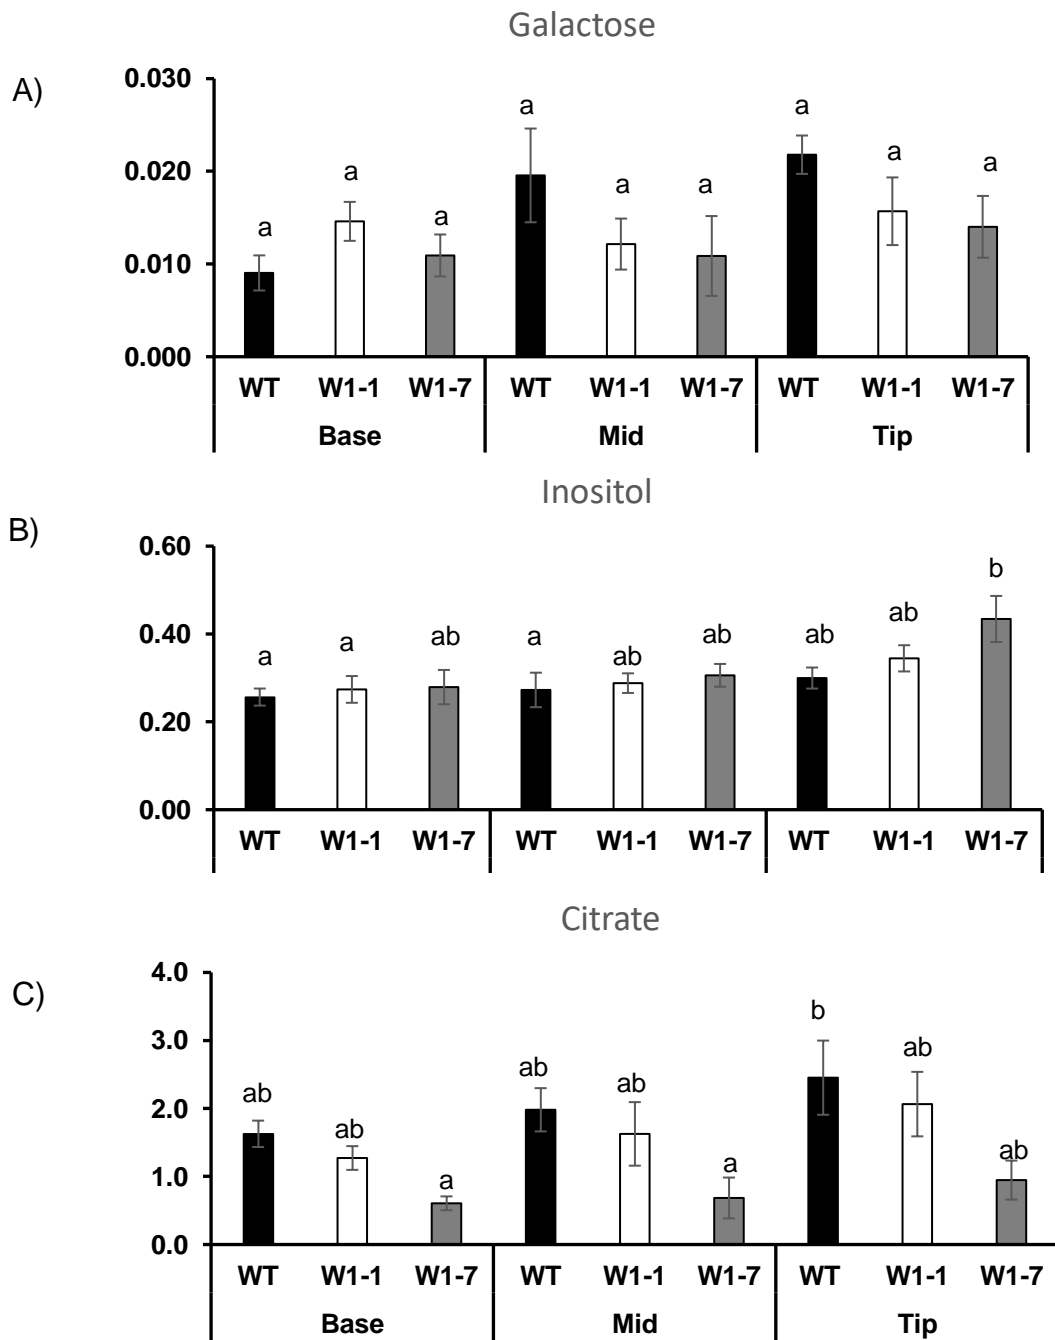 Galactose
A)
0.030
0.020
0.010
0.000
a a a a a a a a a
WT W1-1 W1-7 WT W1-1 W1-7 WT W1-1 W1-7
Base Mid Tip
Inositol
B)
0.60
0.40
0.20
0.00
a a ab a ab ab ab ab b
WT W1-1 W1-7 WT W1-1 W1-7 WT W1-1 W1-7
Citrate
C)
4.0
3.0
2.0
1.0
0.0
ab ab a ab ab a b ab ab
WT W1-1 W1-7 WT W1-1 W1-7 WT W1-1 W1-7
Base Mid Tip